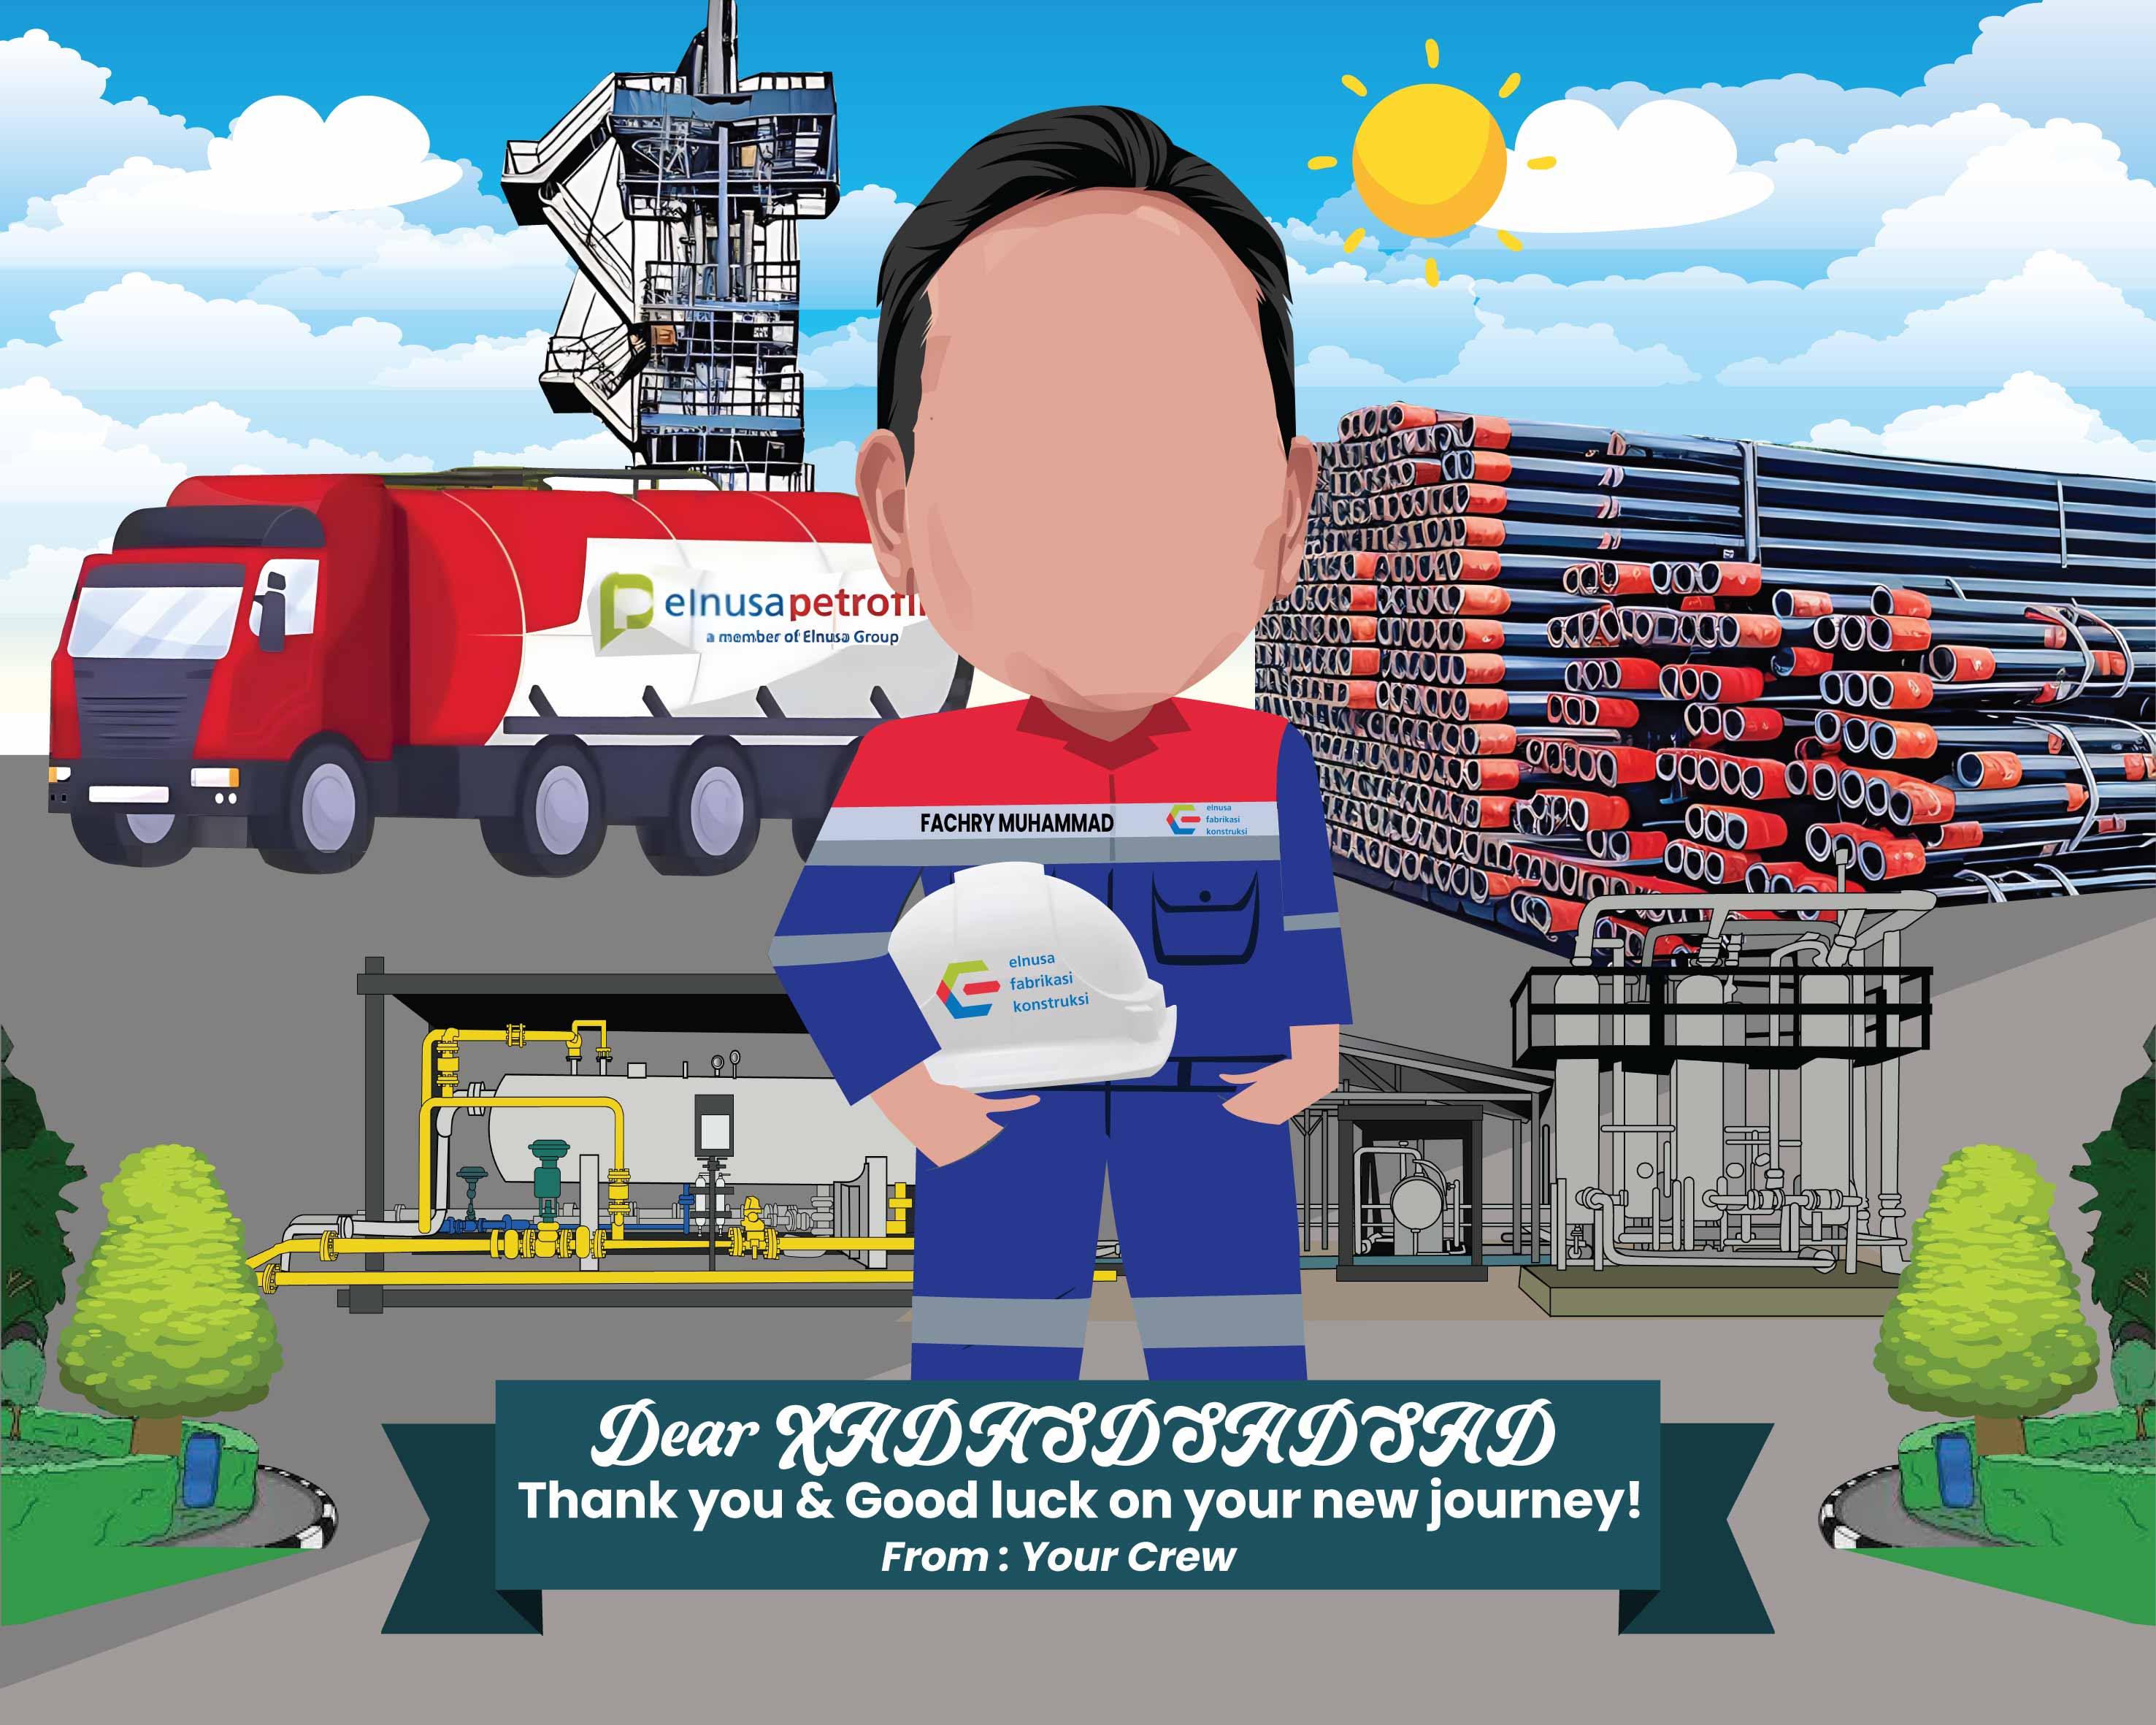 elnusapetrofi
a member of Elnusa Group
FACHRY MUHAMMAD
elnusa
fabrikasi
konstruksi
elnusa
fabrikasi
konstruksi
Dear XADASDSADSAD
Thank you & Good luck on your new journey!
From : Your Crew